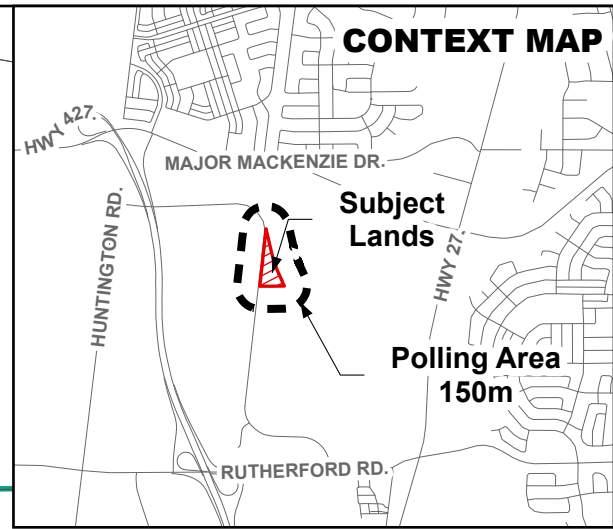 CONTEXT MAP
HWY 427.
MAJOR MACKENZIE DR.
HUNTINGTON RD.
Subject
Lands
HWY 27.
Polling Area
150m
RUTHERFORD RD.